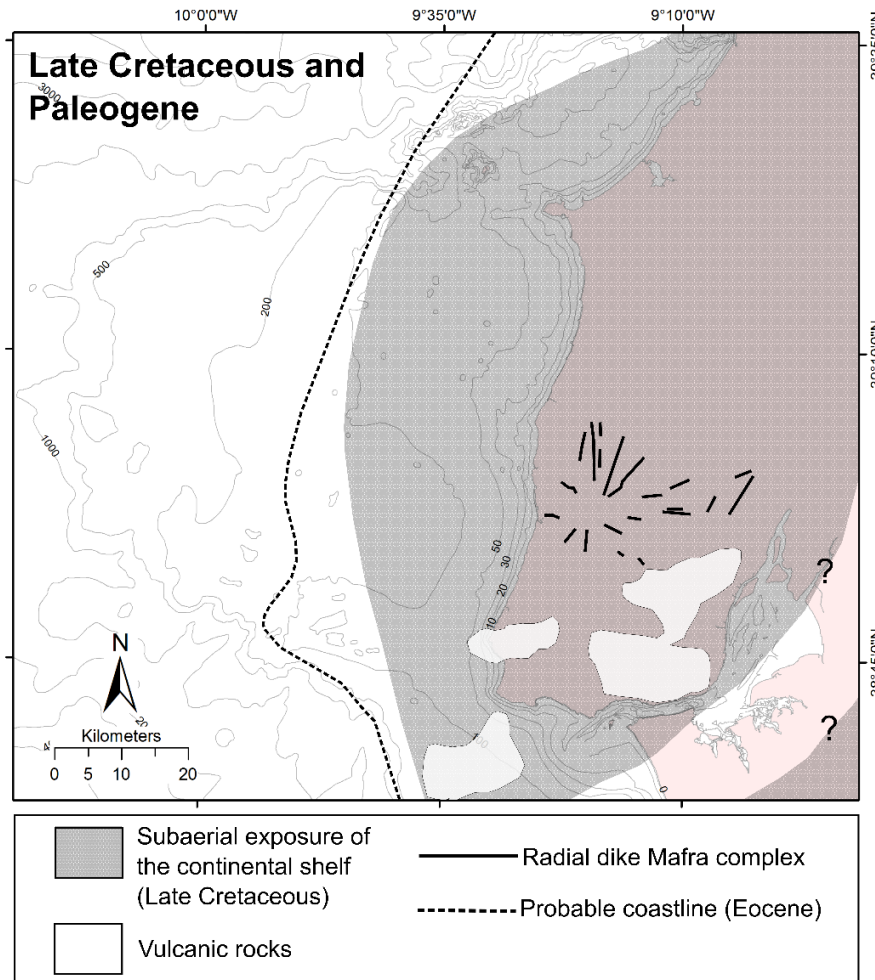 10°00"W
9°35'0"W
9°10'0"W
Late Cretaceous and
Paleogene
3000
500
200
1000
50
30
20
10
?
?
0
N
Kilometers
0 5 10 20
Subaerial exposure of
the continental shelf
(Late Cretaceous)
Vulcanic rocks
Radial dike Mafra complex
Probable coastline (Eocene)